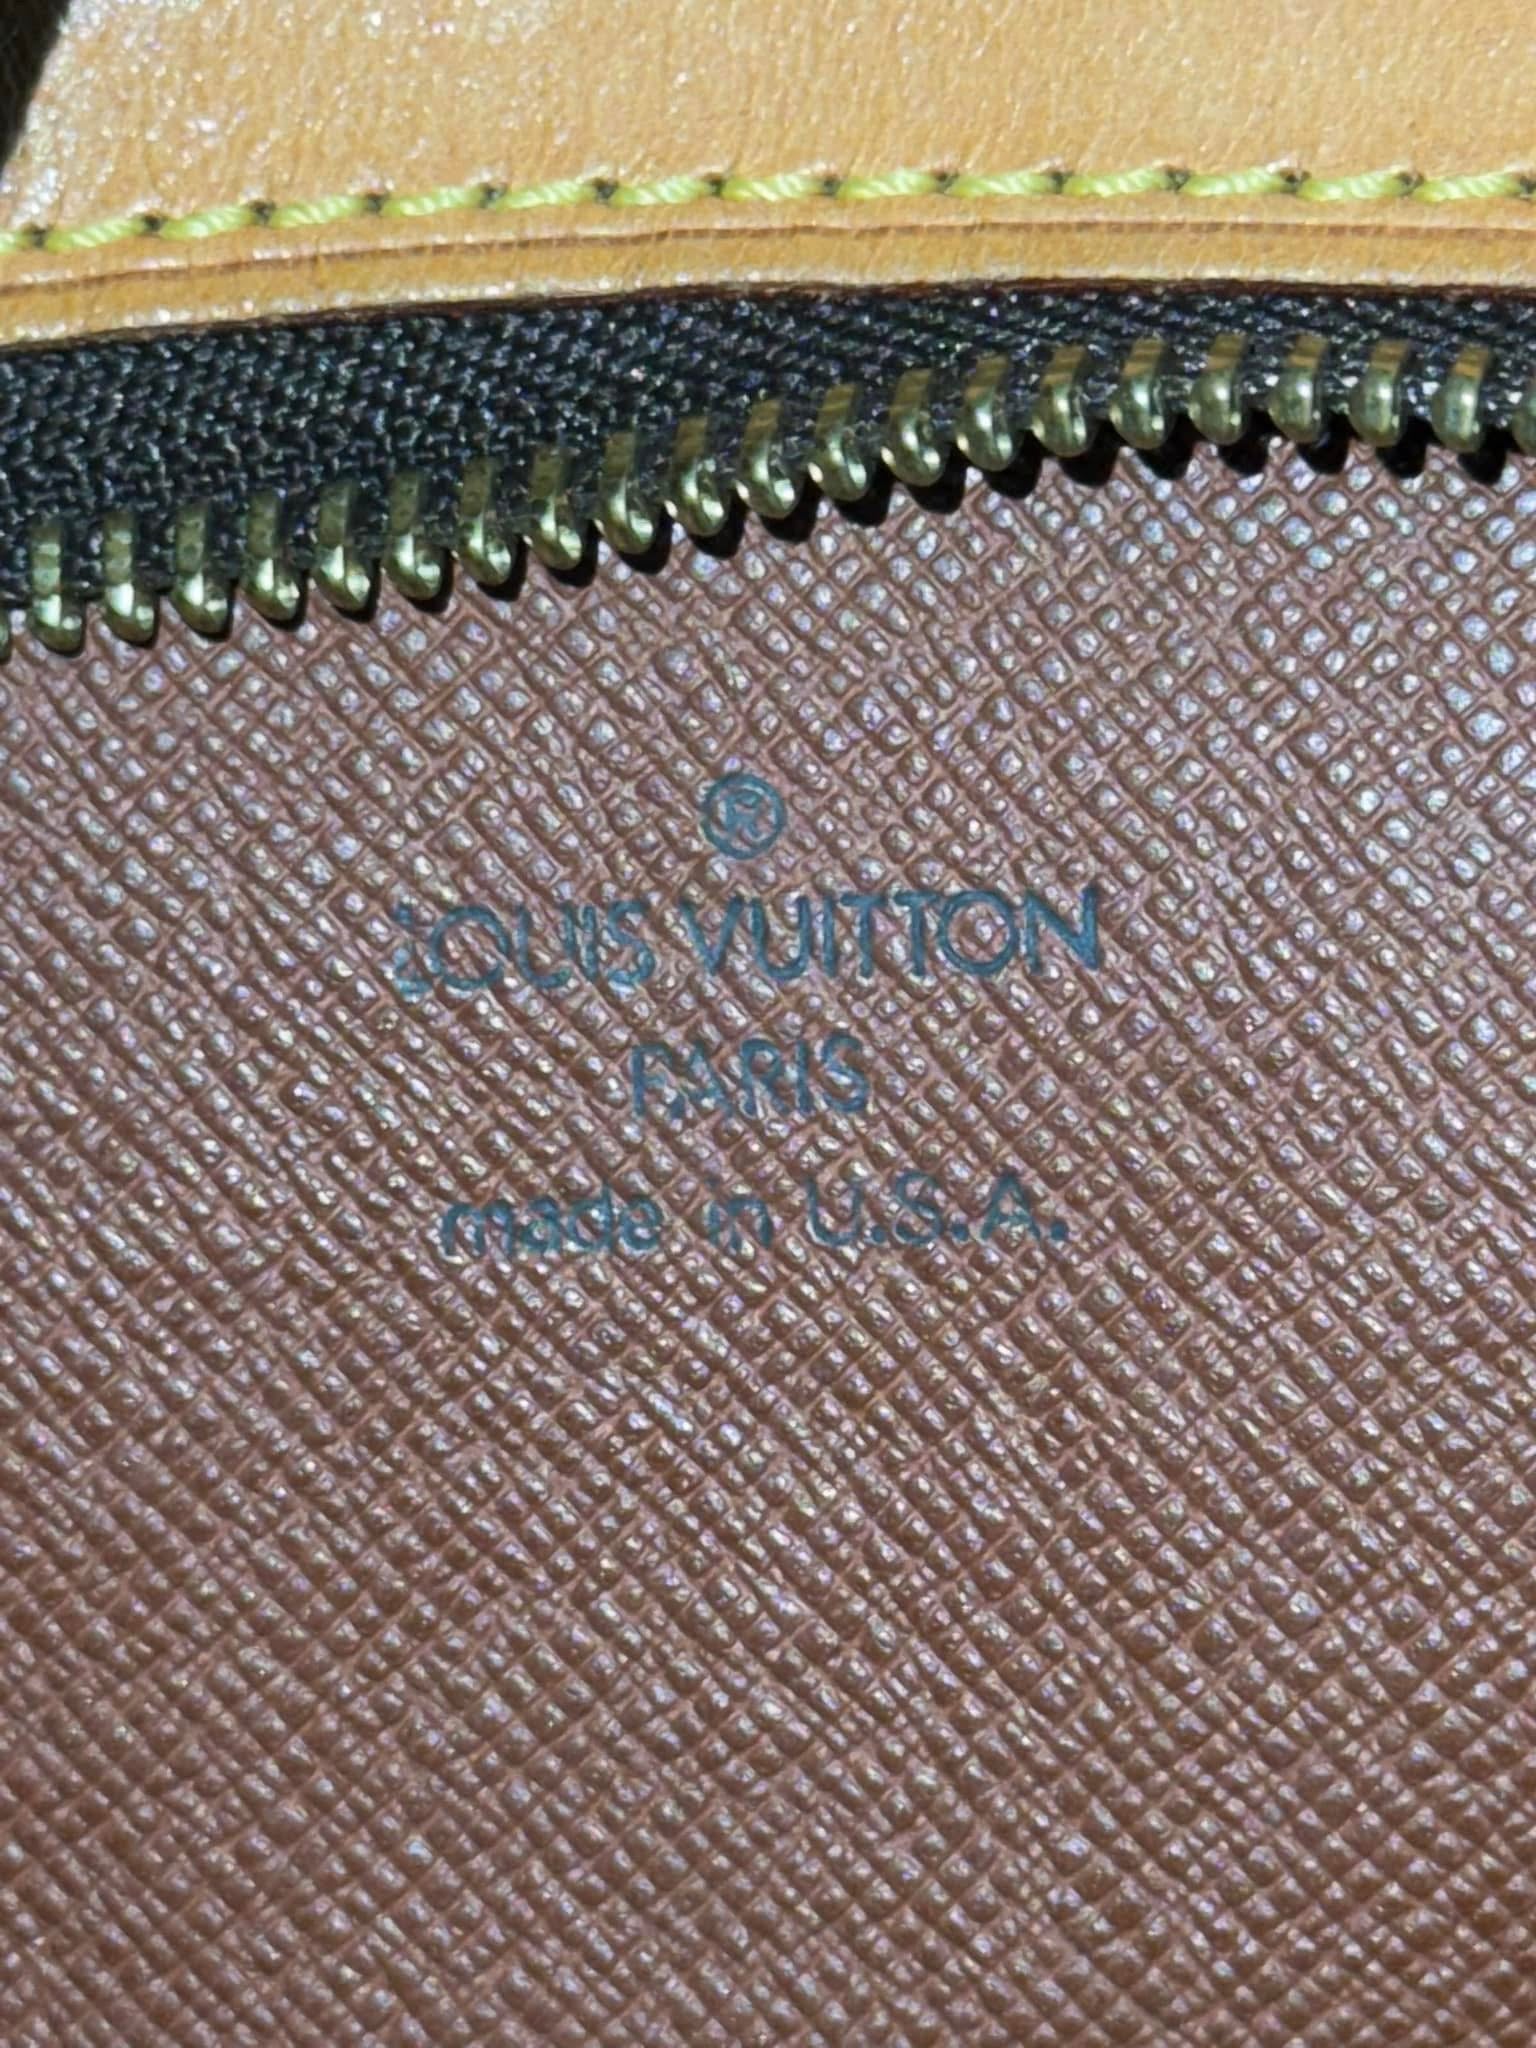 ®
LOUIS VUITTON
PARIS
made in U.S.A.